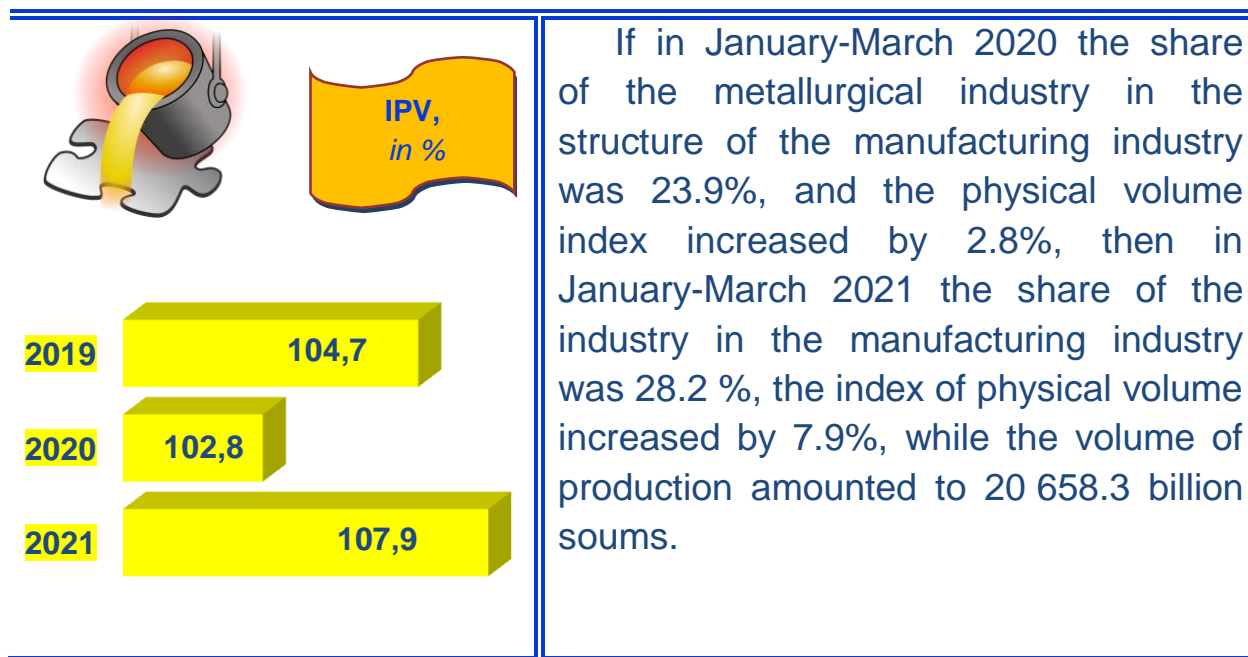 IPV,
in %
2019 104,7
2020 102,8
2021 107,9
If in January-March 2020 the share
of the metallurgical industry in the
structure of the manufacturing industry
was 23.9%, and the physical volume
index increased by 2.8%, then in
January-March 2021 the share of the
industry in the manufacturing industry
was 28.2 %, the index of physical volume
increased by 7.9%, while the volume of
production amounted to 20 658.3 billion
soums.